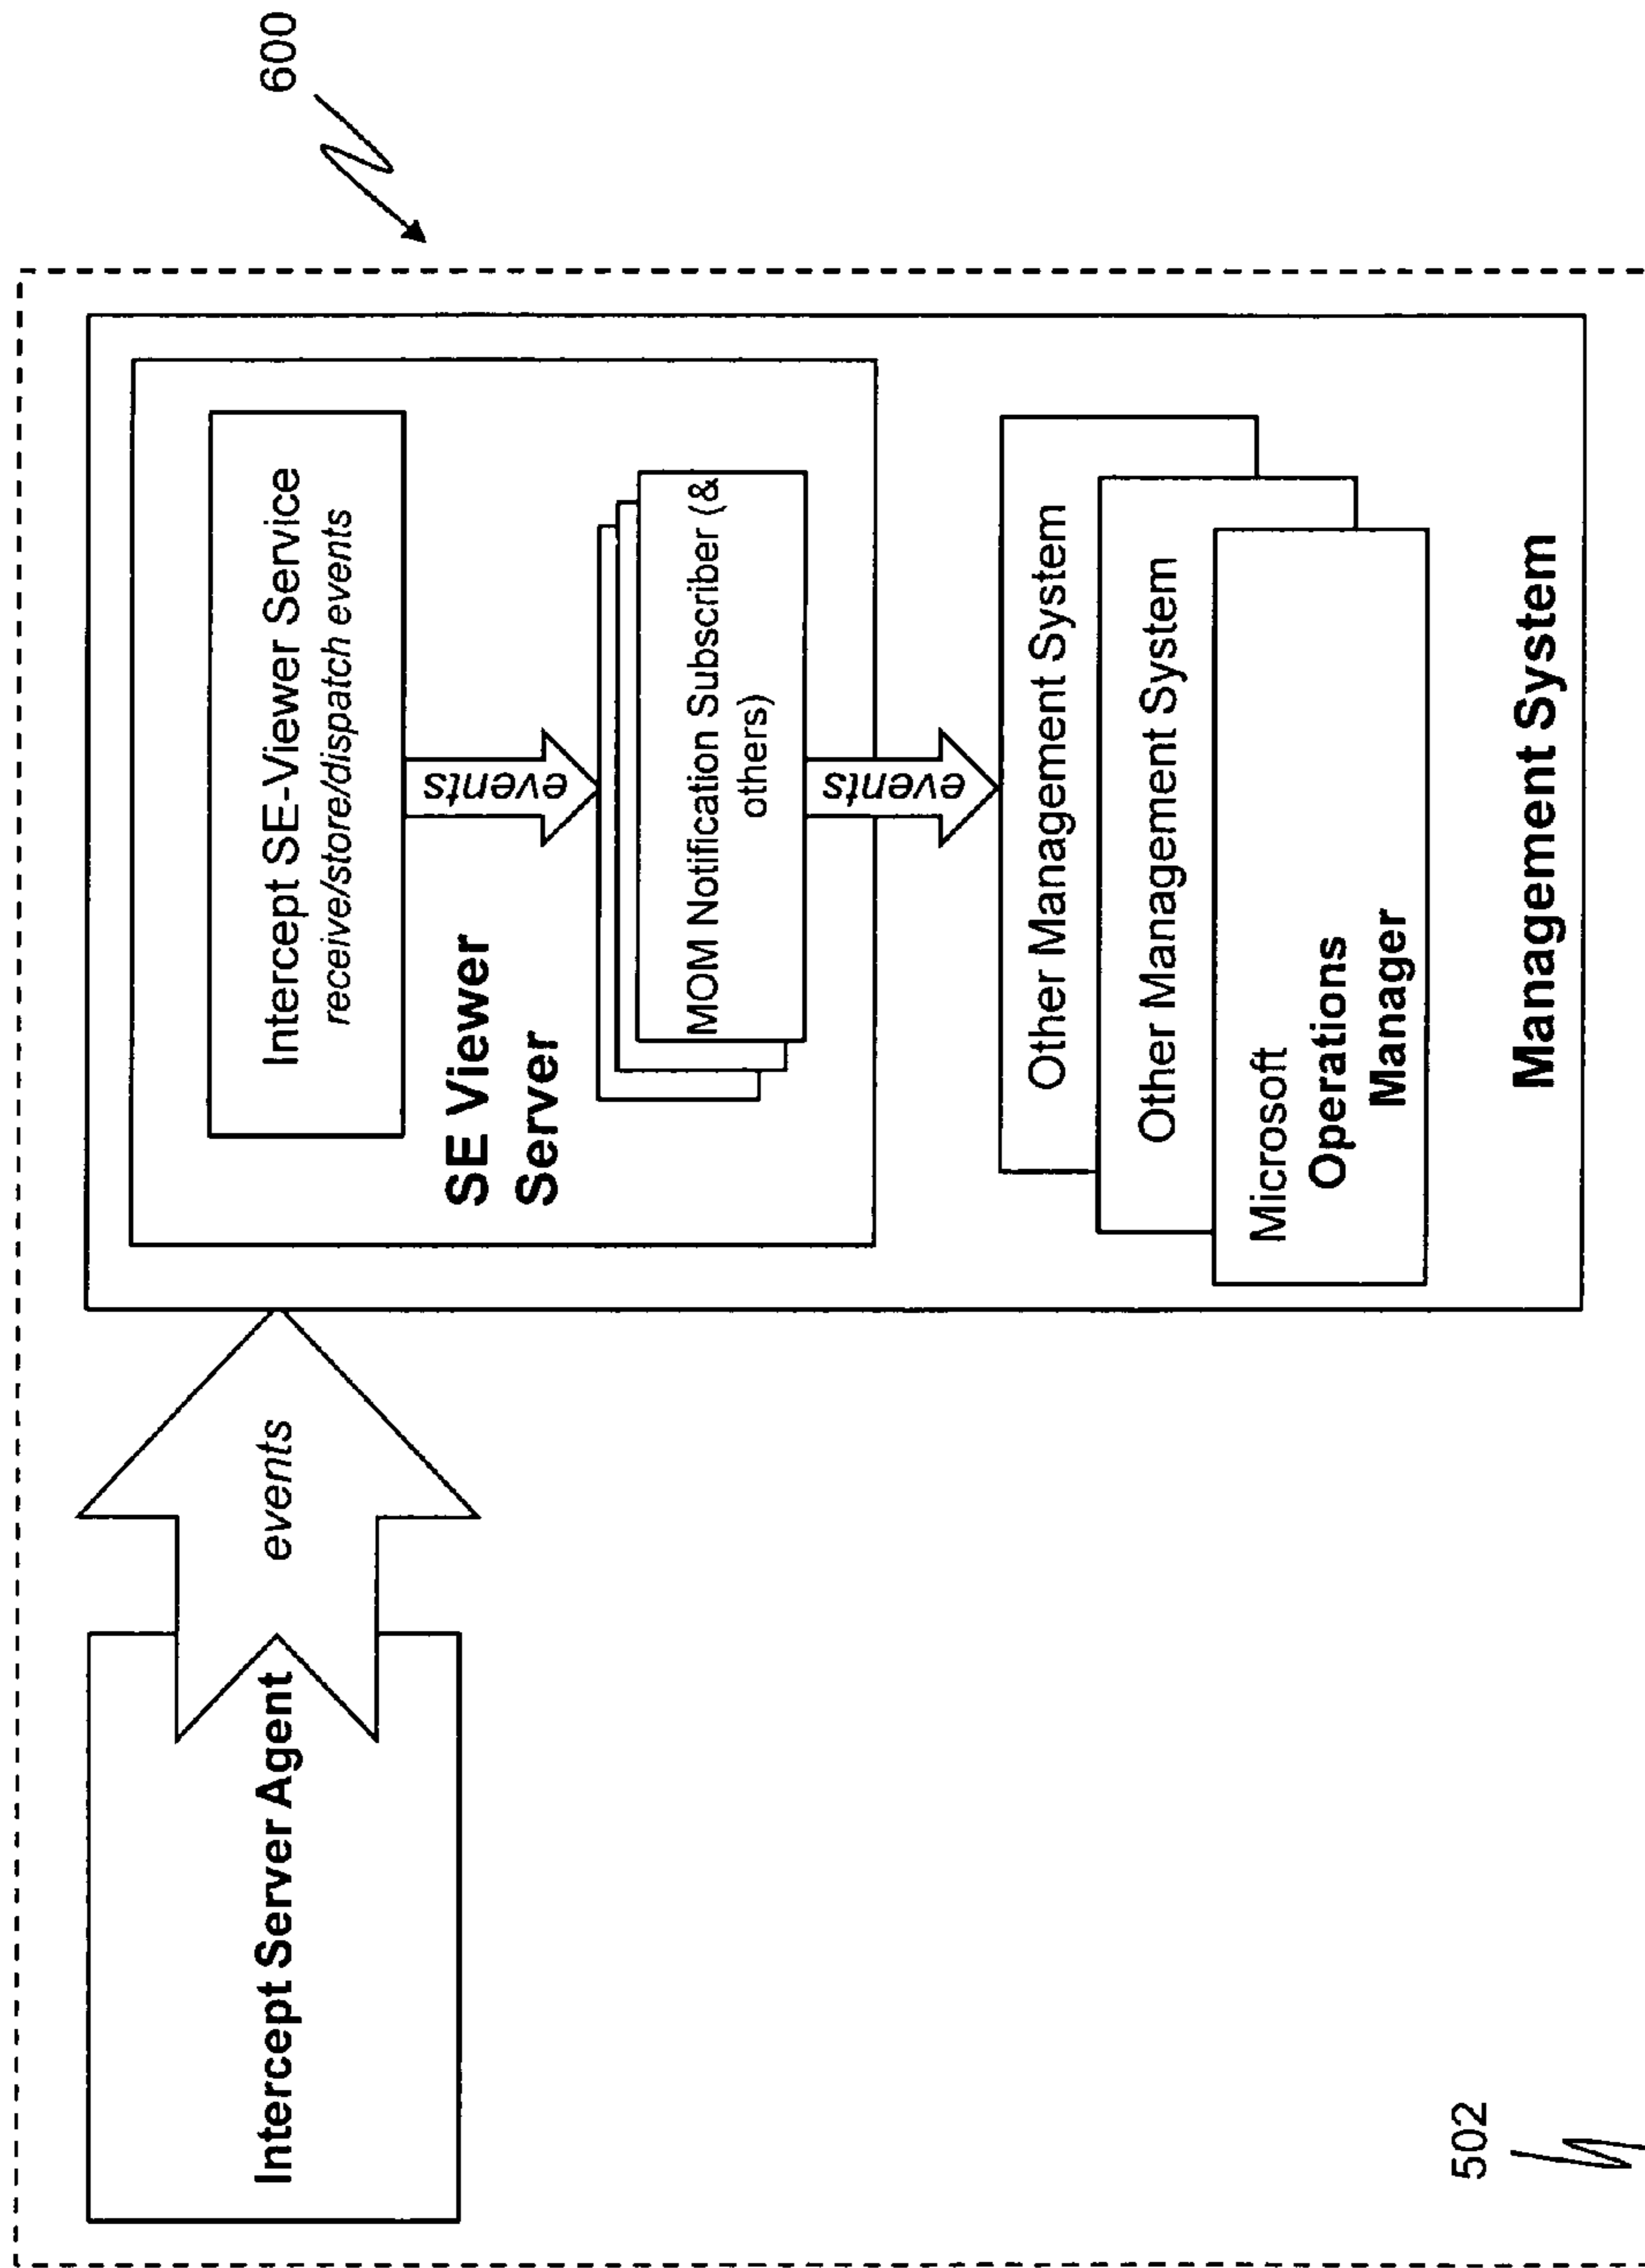 600
Intercept Server Agent
events
Intercept SE-Viewer Service
receive/store/dispatch events
events
SE Viewer
Server
MOM Notification Subscriber (&
others)
events
Other Management System
Other Management System
Microsoft
Operations
Manager
Management System
502